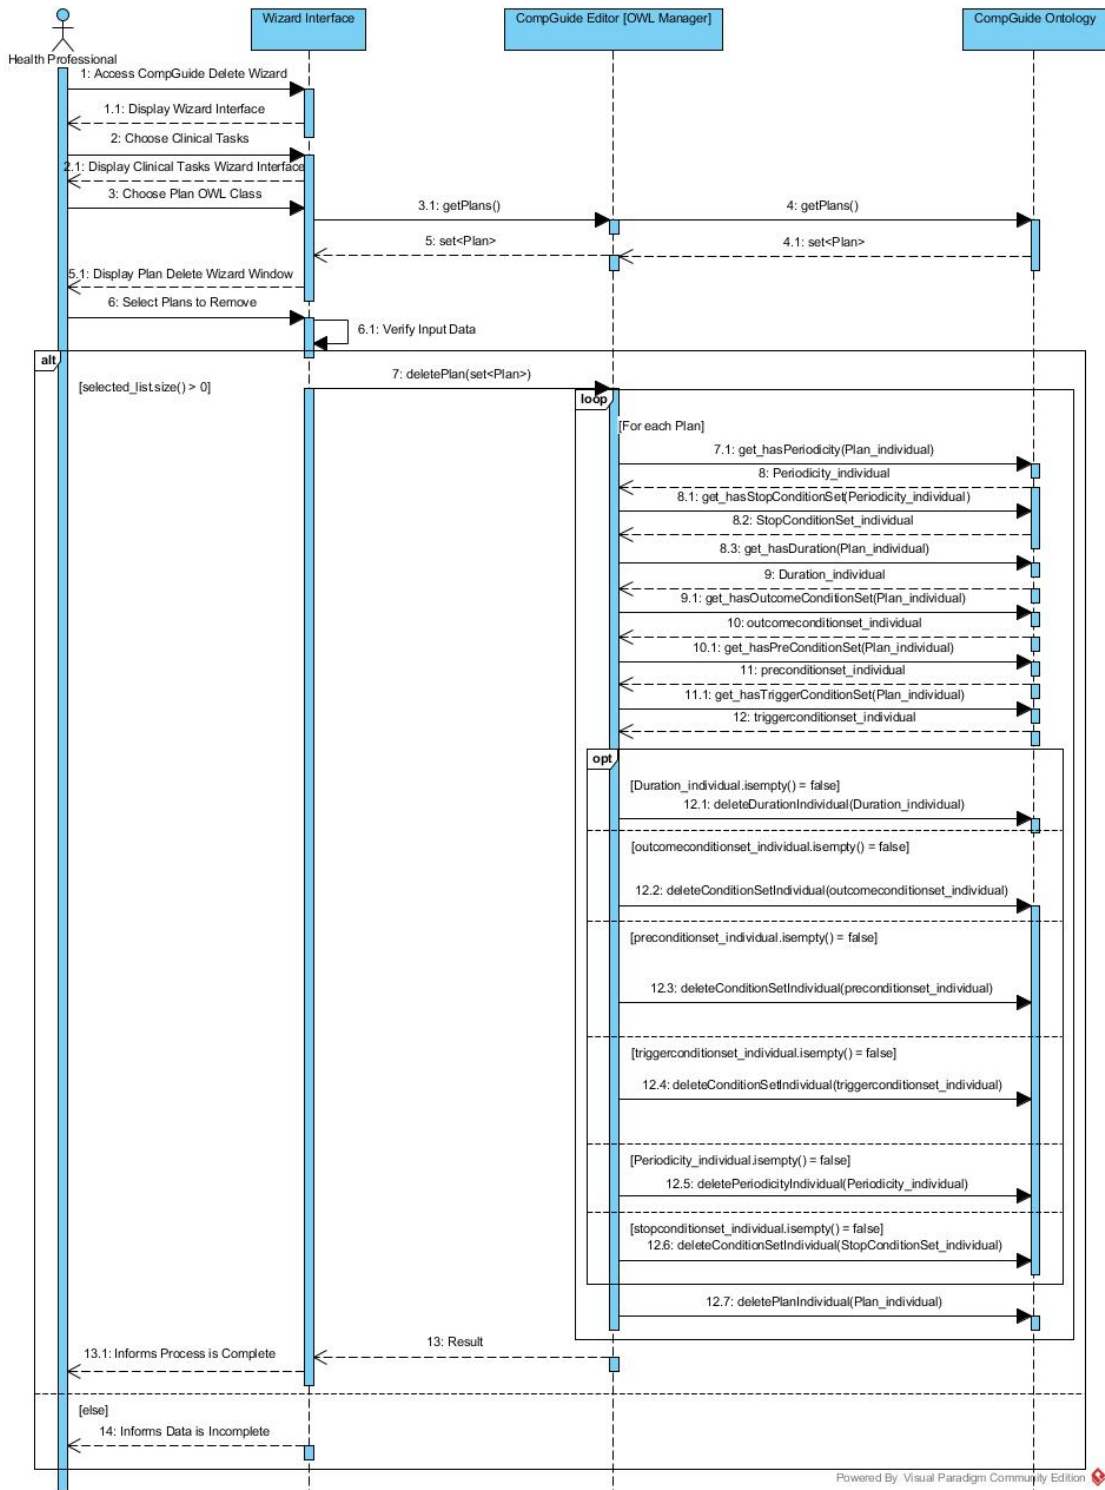 Wizard Interface
CompGuide Editor [OWL Manager]
CompGuide Ontology
Health Professional
1: Access CompGuide Delete Wizard
1.1: Display Wizard Interface
2: Choose Clinical Tasks
2.1: Display Clinical Tasks Wizard Interface
3: Choose Plan OWL Class
3.1: getPlans()
4: getPlans()
5: set<Plan>
4.1: set<Plan>
5.1: Display Plan Delete Wizard Window
6: Select Plans to Remove
6.1: Verify Input Data
alt
[selected_list.size() > 0]
7: deletePlan(set<Plan>)
loop
[For each Plan]
7.1: get_hasPeriodicity(Plan_individual)
8: Periodicity_individual
8.1: get_hasStopConditionSet(Periodicity_individual)
8.2: StopConditionSet_individual
8.3: get_hasDuration(Plan_individual)
9: Duration_individual
9.1: get_hasOutcomeConditionSet(Plan_individual)
10: outcomeconditionset_individual
10.1: get_hasPreConditionSet(Plan_individual)
11: preconditionset_individual
11.1: get_hasTriggerConditionSet(Plan_individual)
12: triggerconditionset_individual
opt
[Duration_individual.isempty() = false]
12.1: deleteDurationIndividual(Duration_individual)
[outcomeconditionset_individual.isempty() = false]
12.2: deleteConditionSetIndividual(outcomeconditionset_individual)
[preconditionset_individual.isempty() = false]
12.3: deleteConditionSetIndividual(preconditionset_individual)
[triggerconditionset_individual.isempty() = false]
12.4: deleteConditionSetIndividual(triggerconditionset_individual)
[Periodicity_individual.isempty() = false]
12.5: deletePeriodicityIndividual(Periodicity_individual)
[stopconditionset_individual.isempty() = false]
12.6: deleteConditionSetIndividual(StopConditionSet_individual)
12.7: deletePlanIndividual(Plan_individual)
13: Result
13.1: Informs Process is Complete
[else]
14: Informs Data is Incomplete
Powered By Visual Paradigm Community Edition